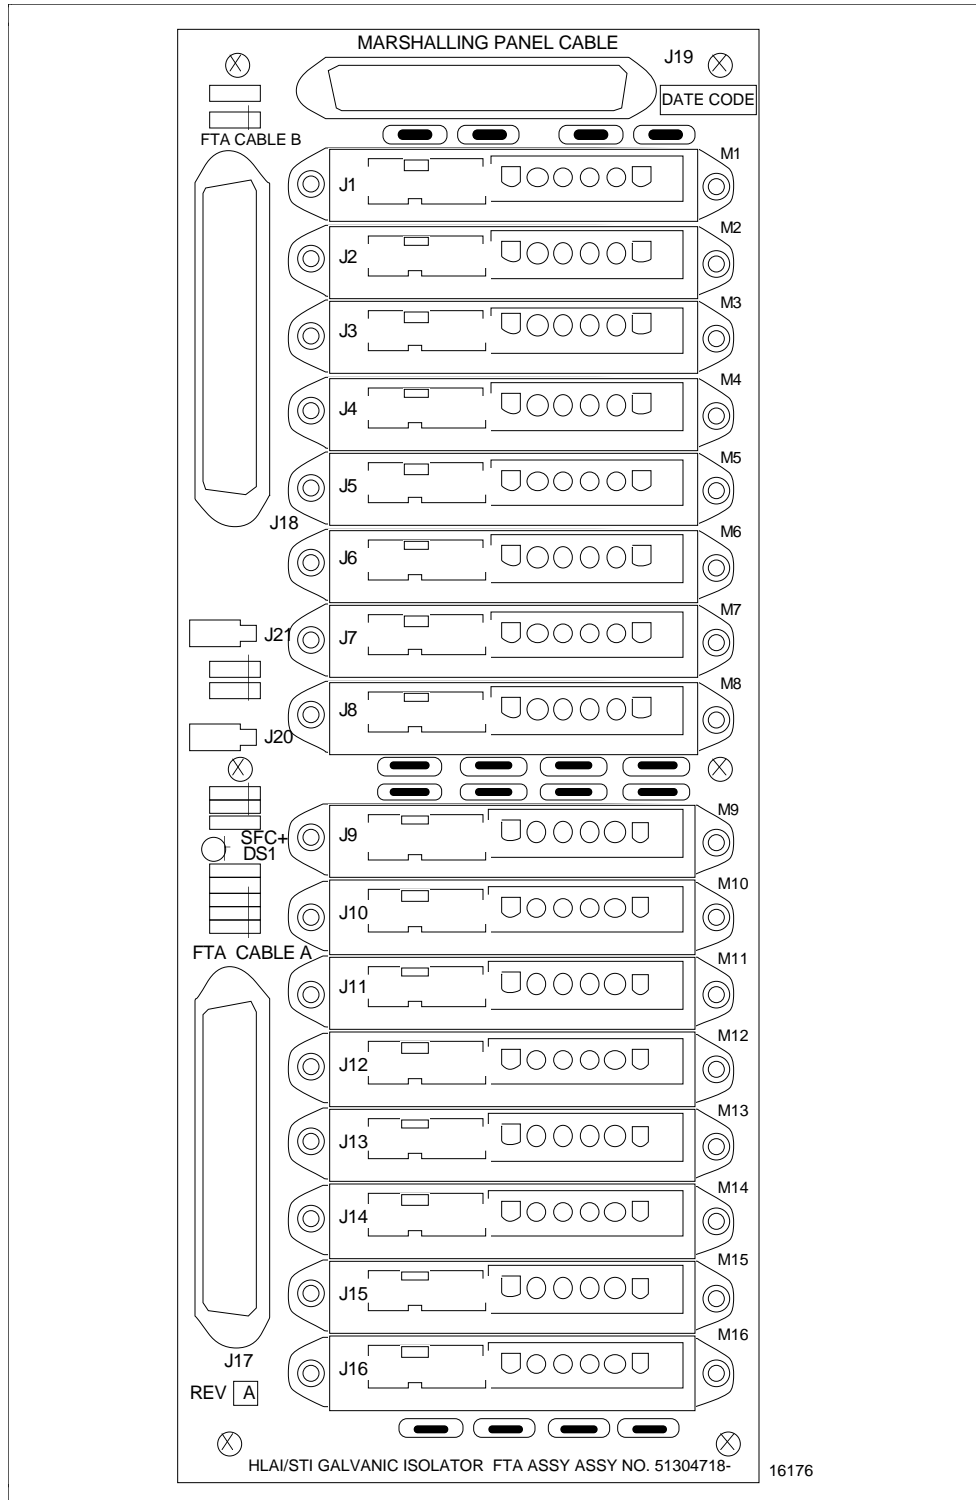 MARSHALLING PANEL CABLE
J19
DATE CODE
FTA CABLE B
M1
J1
M2
J2
M3
J3
M4
J4
M5
J5
J18
M6
J6
M7
J21
J7
M8
J8
J20
M9
SFC+
DS1
J9
M10
J10
FTA CABLE A
M11
J11
M12
J12
M13
J13
M14
J14
M15
J15
M16
J17
J16
REV A
HLAI/STI GALVANIC ISOLATOR FTA ASSY ASSY NO. 51304718-
16176